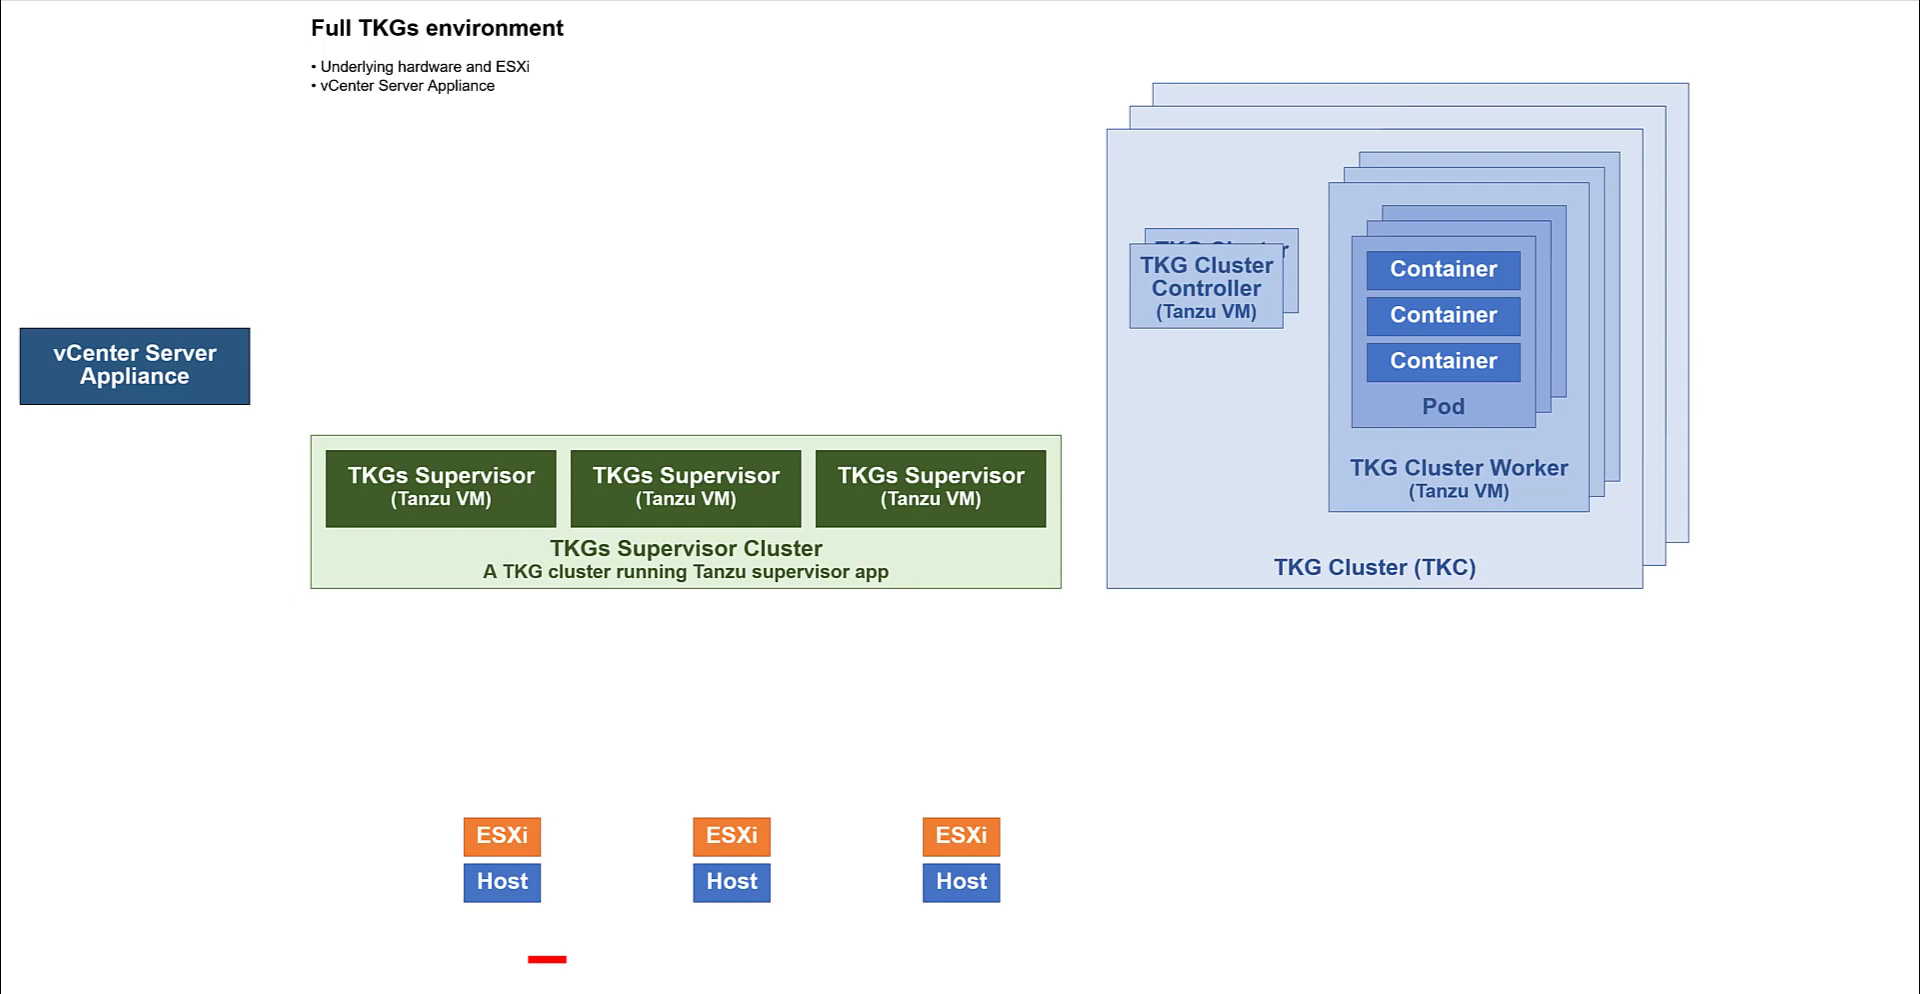 Full TKGs environment
• Underlying hardware and ESXi
• vCenter Server Appliance
vCenter Server
Appliance
TKGs Supervisor
(Tanzu VM)
TKGs Supervisor
(Tanzu VM)
TKGs Supervisor
(Tanzu VM)
TKGs Supervisor Cluster
A TKG cluster running Tanzu supervisor app
TKG Cluster
Controller
(Tanzu VM)
Container
Container
Container
Pod
TKG Cluster Worker
(Tanzu VM)
TKG Cluster (TKC)
ESXi
Host
ESXi
Host
ESXi
Host